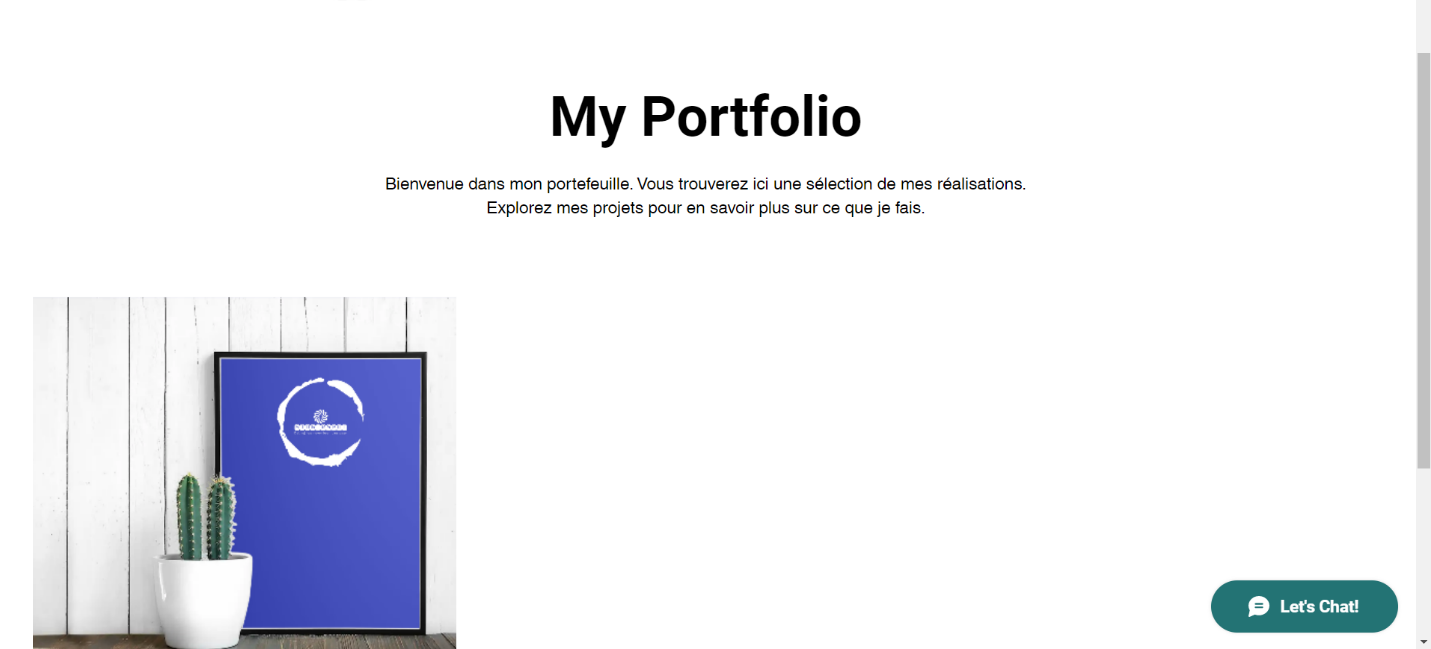 My Portfolio
Bienvenue dans mon portefeuille. Vous trouverez ici une sélection de mes réalisations.
Explorez mes projets pour en savoir plus sur ce que je fais.
Let's Chat!